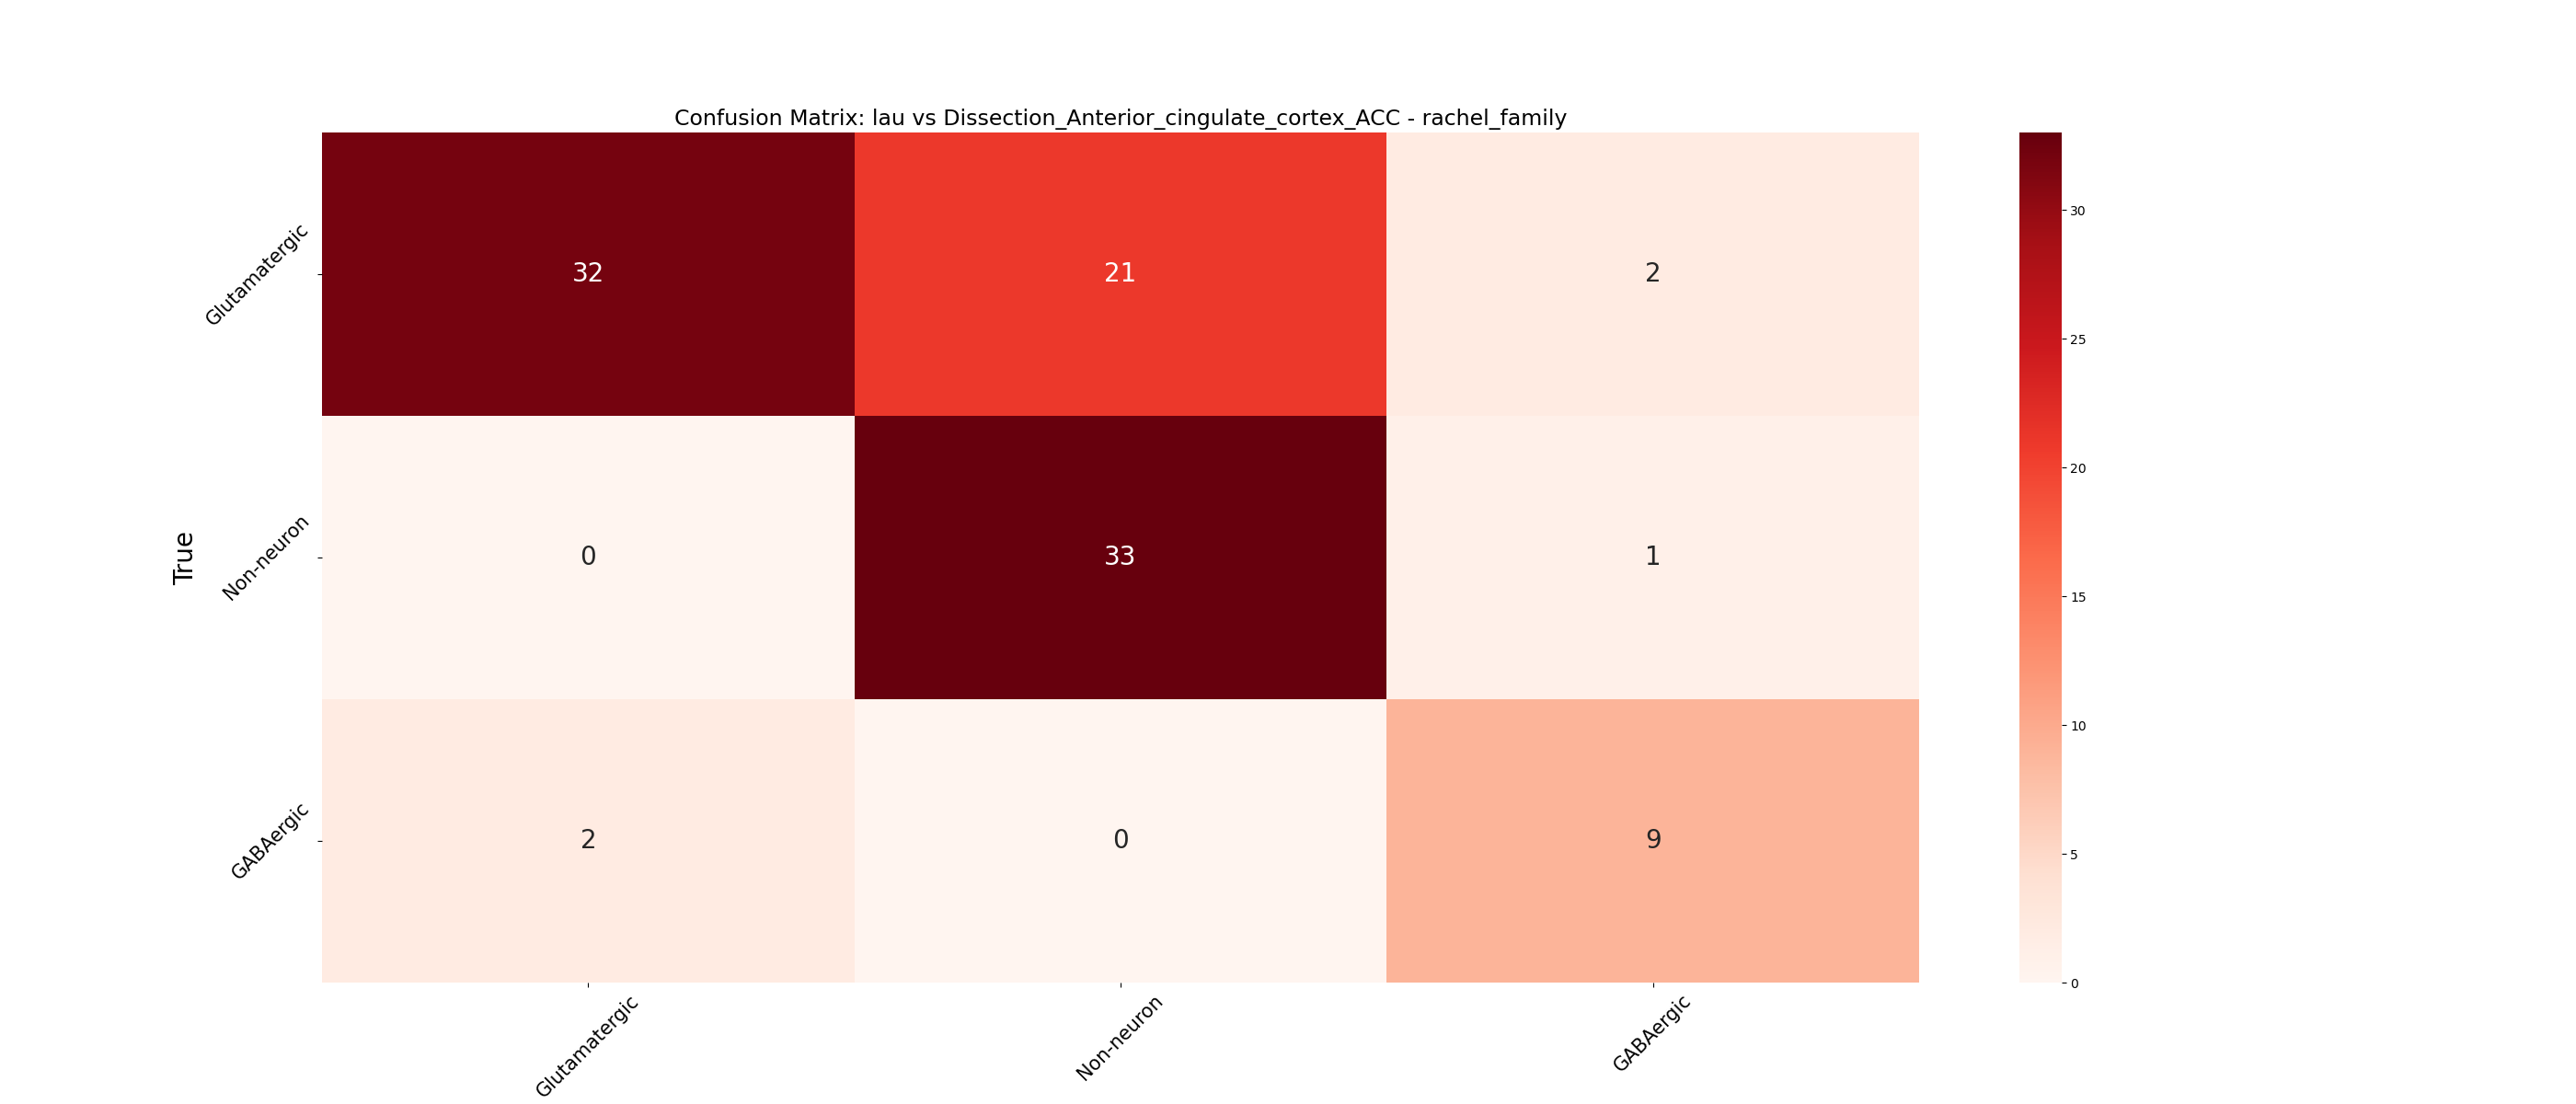 Confusion Matrix: lau vs Dissection_Anterior_cingulate_cortex_ACC - rachel_family
True
Glutamatergic
32
21
2
Non-neuron
0
33
1
GABAergic
2
0
9
Glutamatergic
Non-neuron
GABAergic
30
25
20
15
10
5
0